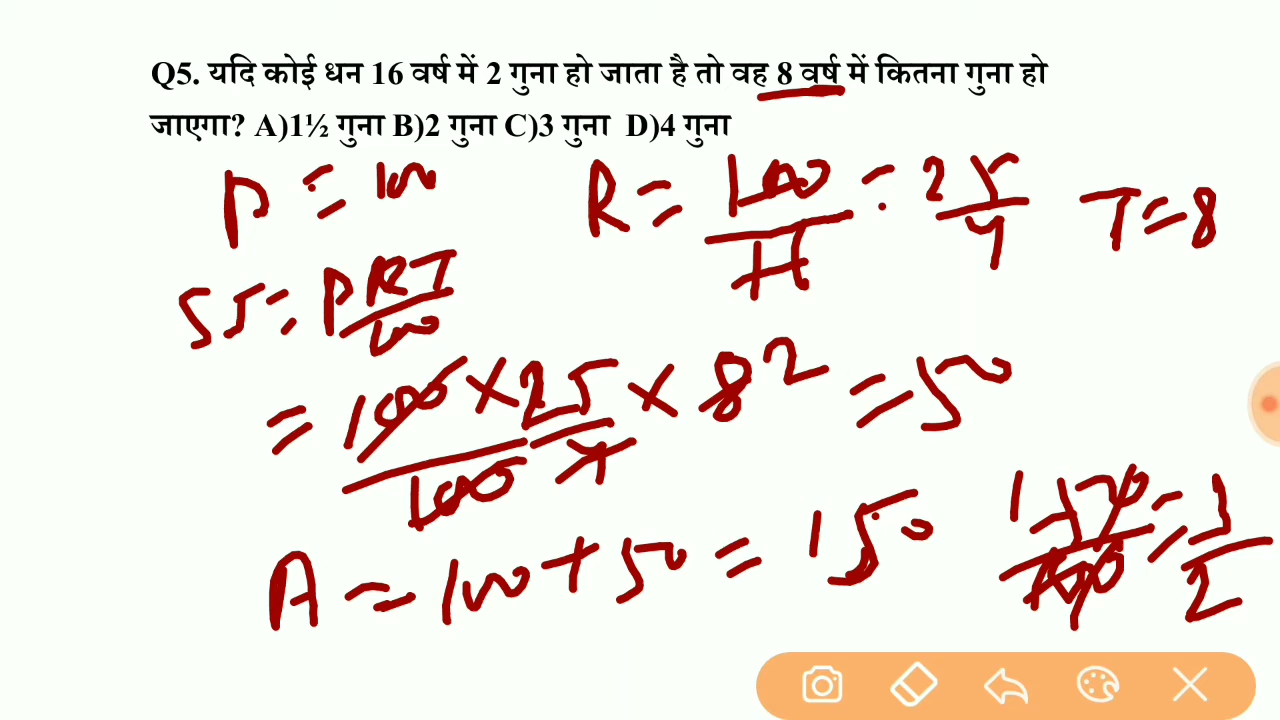 Q5. यदि कोई धन 16 वर्ष में 2 गुना हो जाता है तो वह 8 वर्ष में कितना गुना हो
जाएगा? A)1½ गुना B)2 गुना C)3 गुना D)4 गुना
P = 100 R = 100/16 = 25/4 T = 8
SI = PRT/100
= 100/100 × 25/4 × 8 2 = 50
A = 100 + 50 = 150 150/100 = 3/2